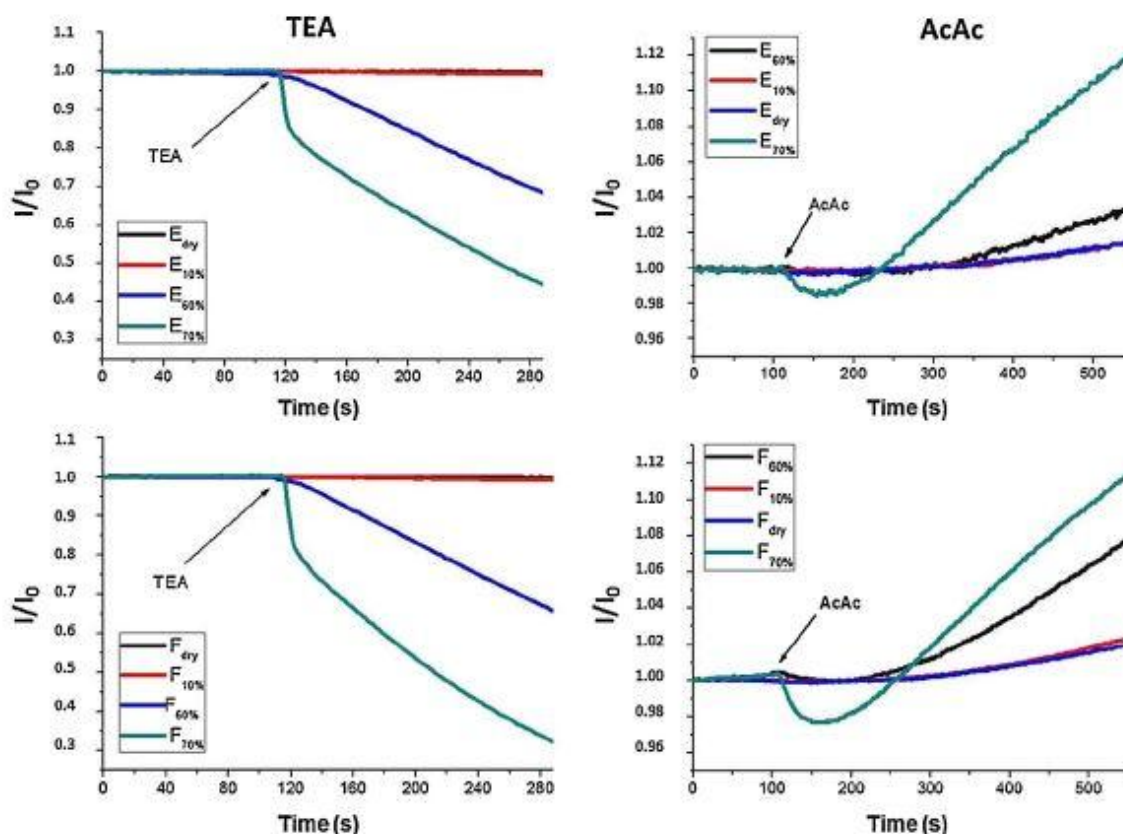 TEA
I/I0
1.1
1.0
0.9
0.8
0.7
0.6
0.5
0.4
0.3
TEA
Edry
E10%
E60%
E70%
0 40 80 120 160 200 240 280
Time (s)
AcAc
I/I0
1.12
1.10
1.08
1.06
1.04
1.02
1.00
0.98
0.96
E60%
E10%
Edry
E70%
AcAc
0 100 200 300 400 500
Time (s)
I/I0
1.1
1.0
0.9
0.8
0.7
0.6
0.5
0.4
0.3
TEA
Fdry
F10%
F60%
F70%
0 40 80 120 160 200 240 280
Time (s)
I/I0
1.12
1.10
1.08
1.06
1.04
1.02
1.00
0.98
0.96
F60%
F10%
Fdry
F70%
AcAc
0 100 200 300 400 500
Time (s)